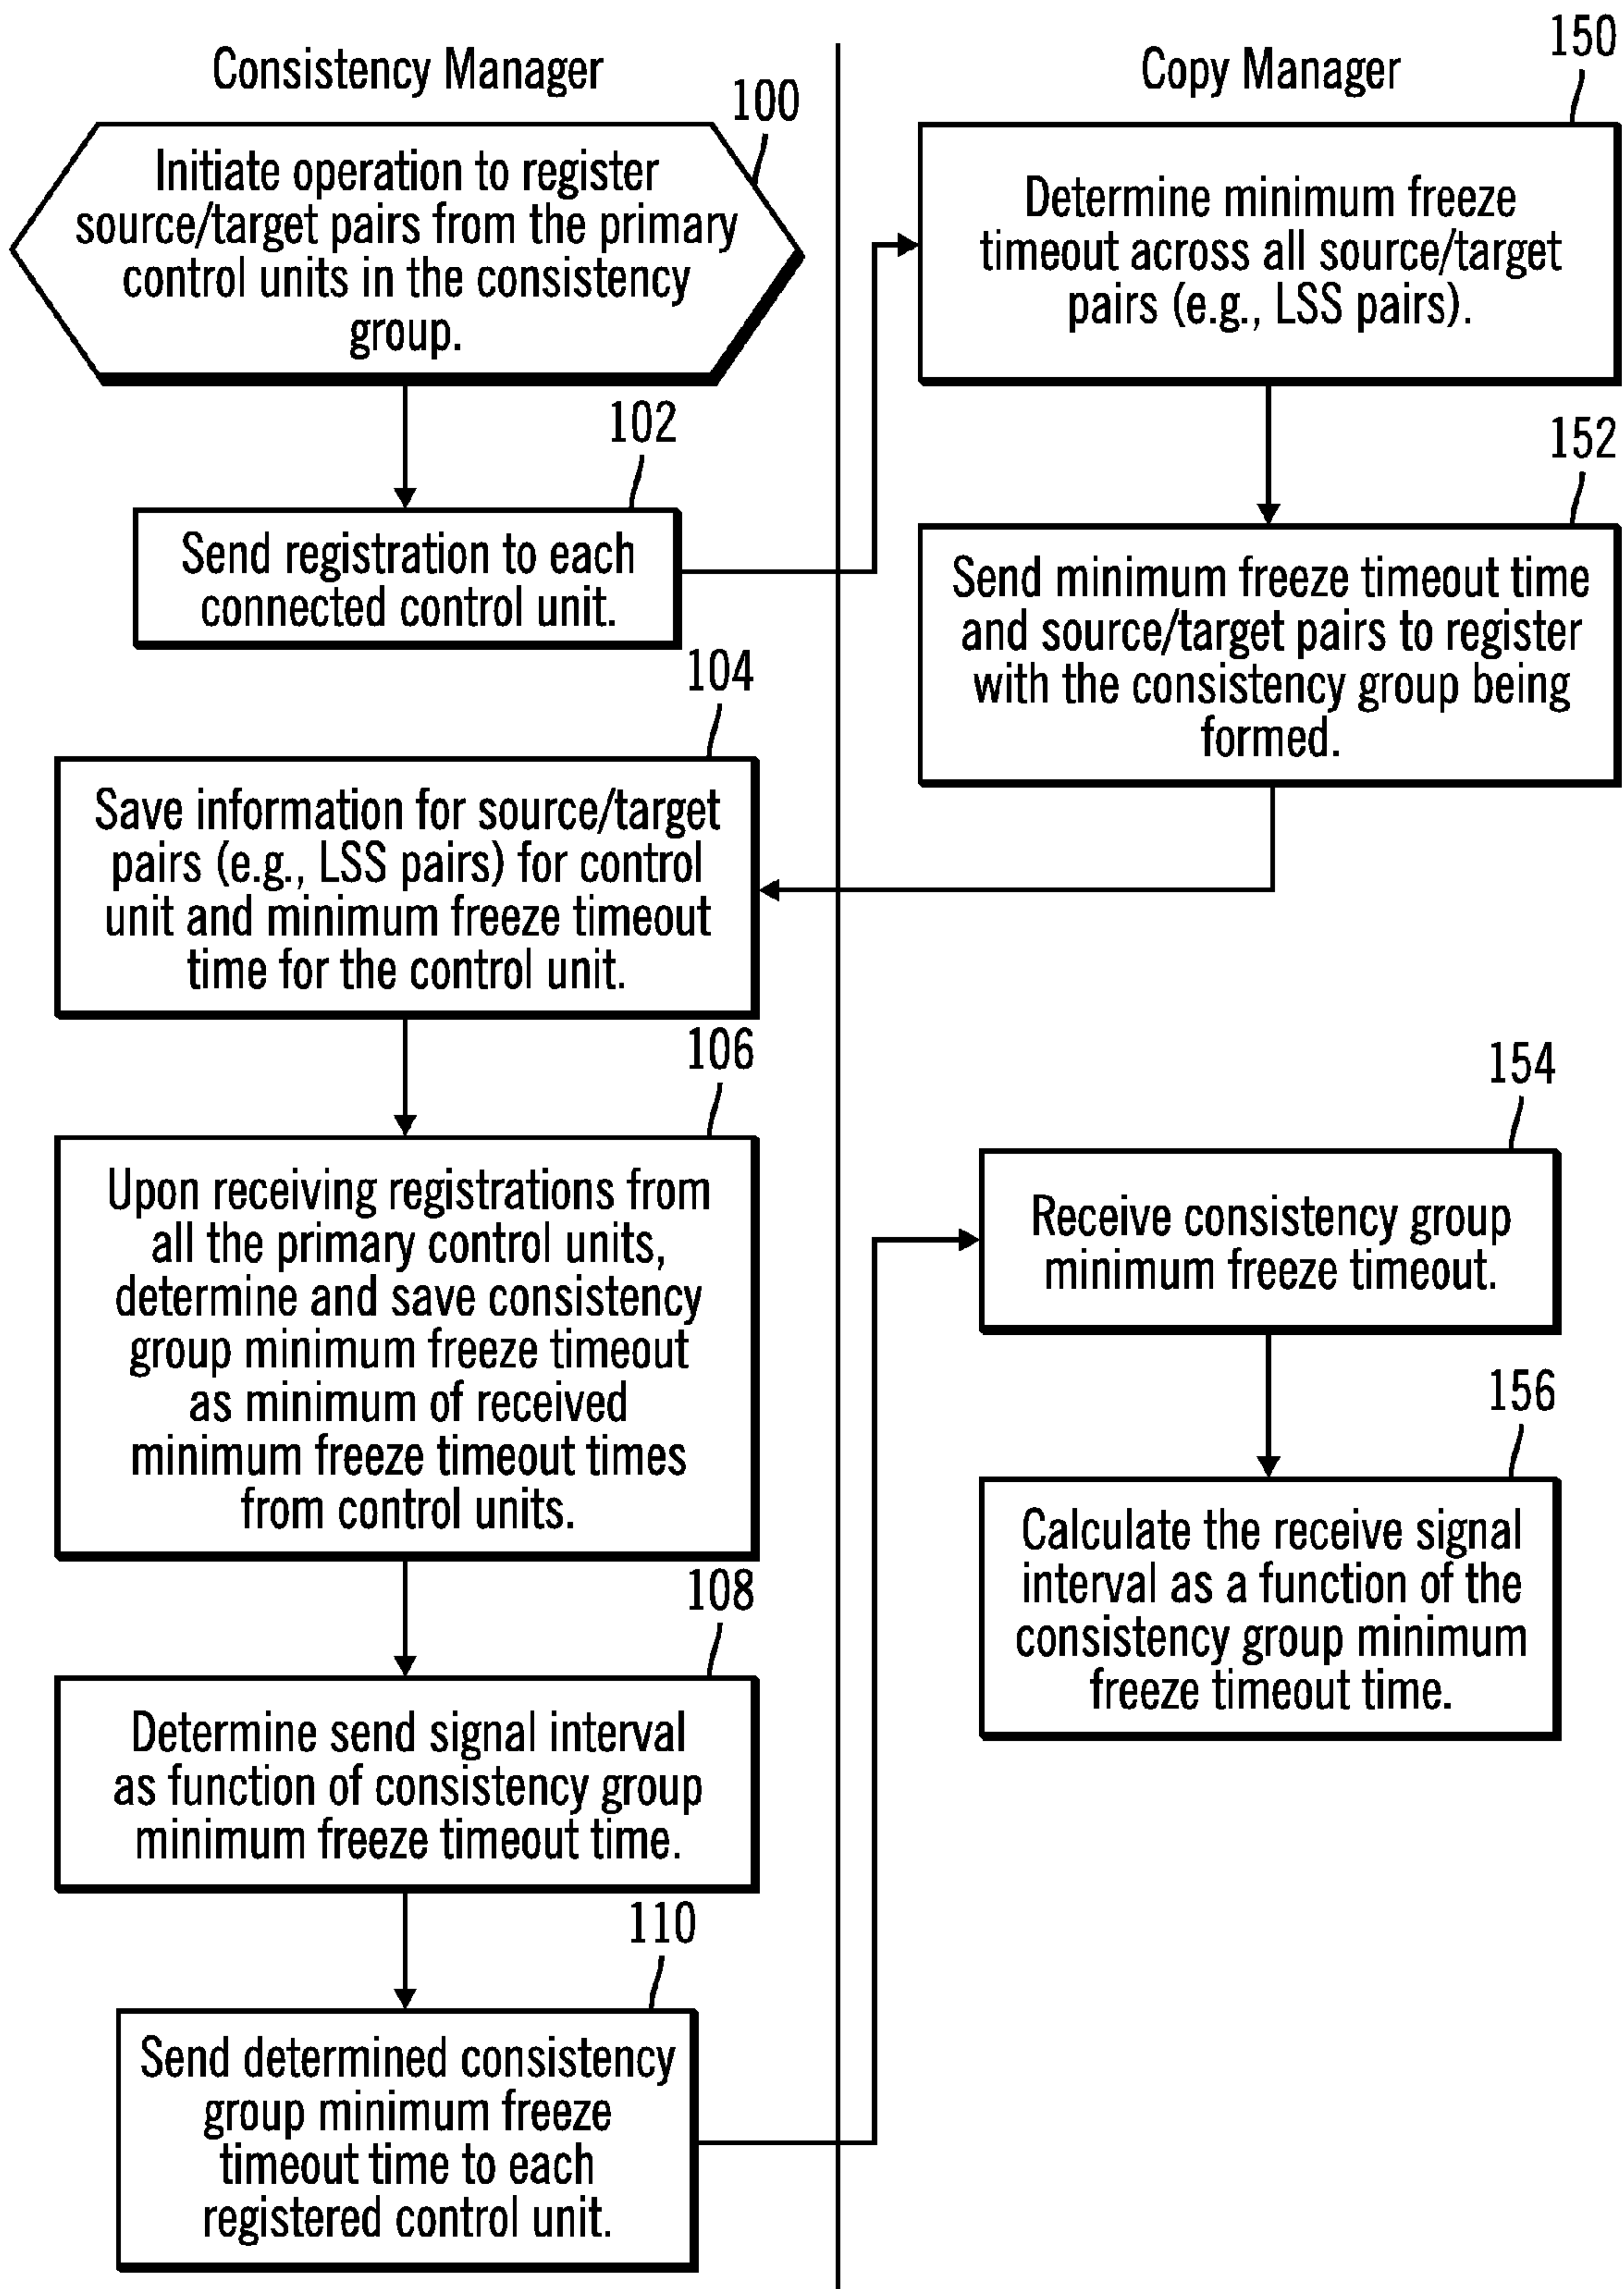 Consistency Manager
100
Initiate operation to register
source/target pairs from the primary
control units in the consistency
group.
102
Send registration to each
connected control unit.
104
Save information for source/target
pairs (e.g., LSS pairs) for control
unit and minimum freeze timeout
time for the control unit.
106
Upon receiving registrations from
all the primary control units,
determine and save consistency
group minimum freeze timeout
as minimum of received
minimum freeze timeout times
from control units.
108
Determine send signal interval
as function of consistency group
minimum freeze timeout time.
110
Send determined consistency
group minimum freeze
timeout time to each
registered control unit.
Copy Manager
150
Determine minimum freeze
timeout across all source/target
pairs (e.g., LSS pairs).
152
Send minimum freeze timeout time
and source/target pairs to register
with the consistency group being
formed.
154
Receive consistency group
minimum freeze timeout.
156
Calculate the receive signal
interval as a function of the
consistency group minimum
freeze timeout time.